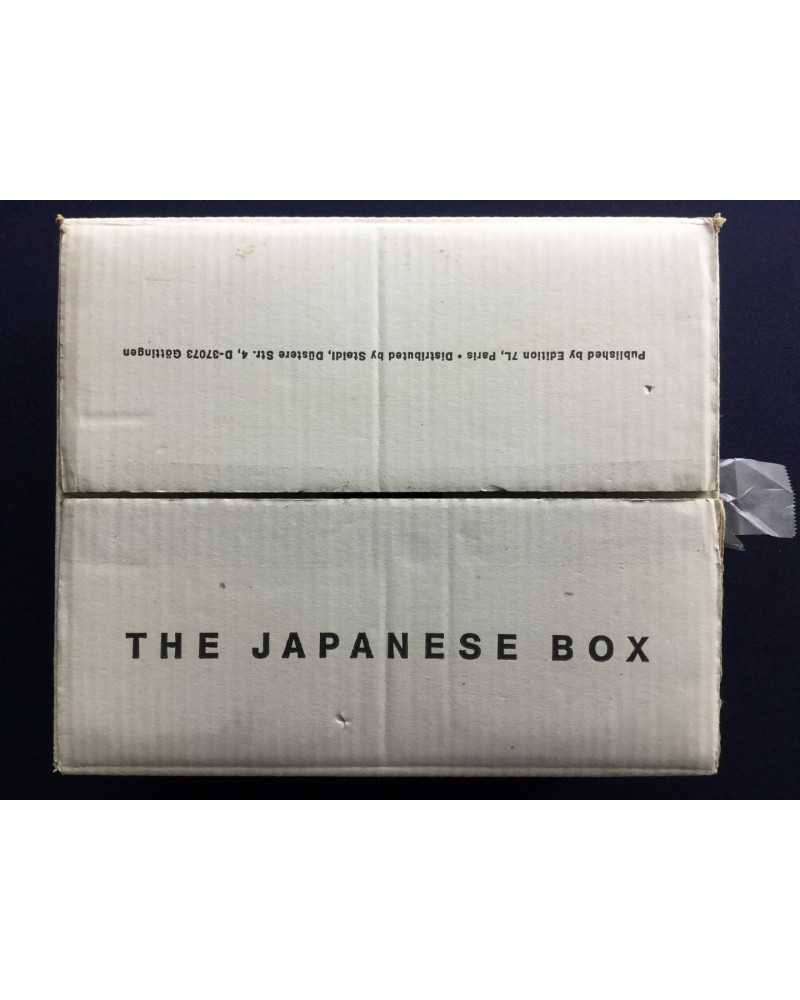 Published by Edition 7L, Paris • Distributed by Steidl, Düstere Str. 4, D-37073 Göttingen
THE JAPANESE BOX